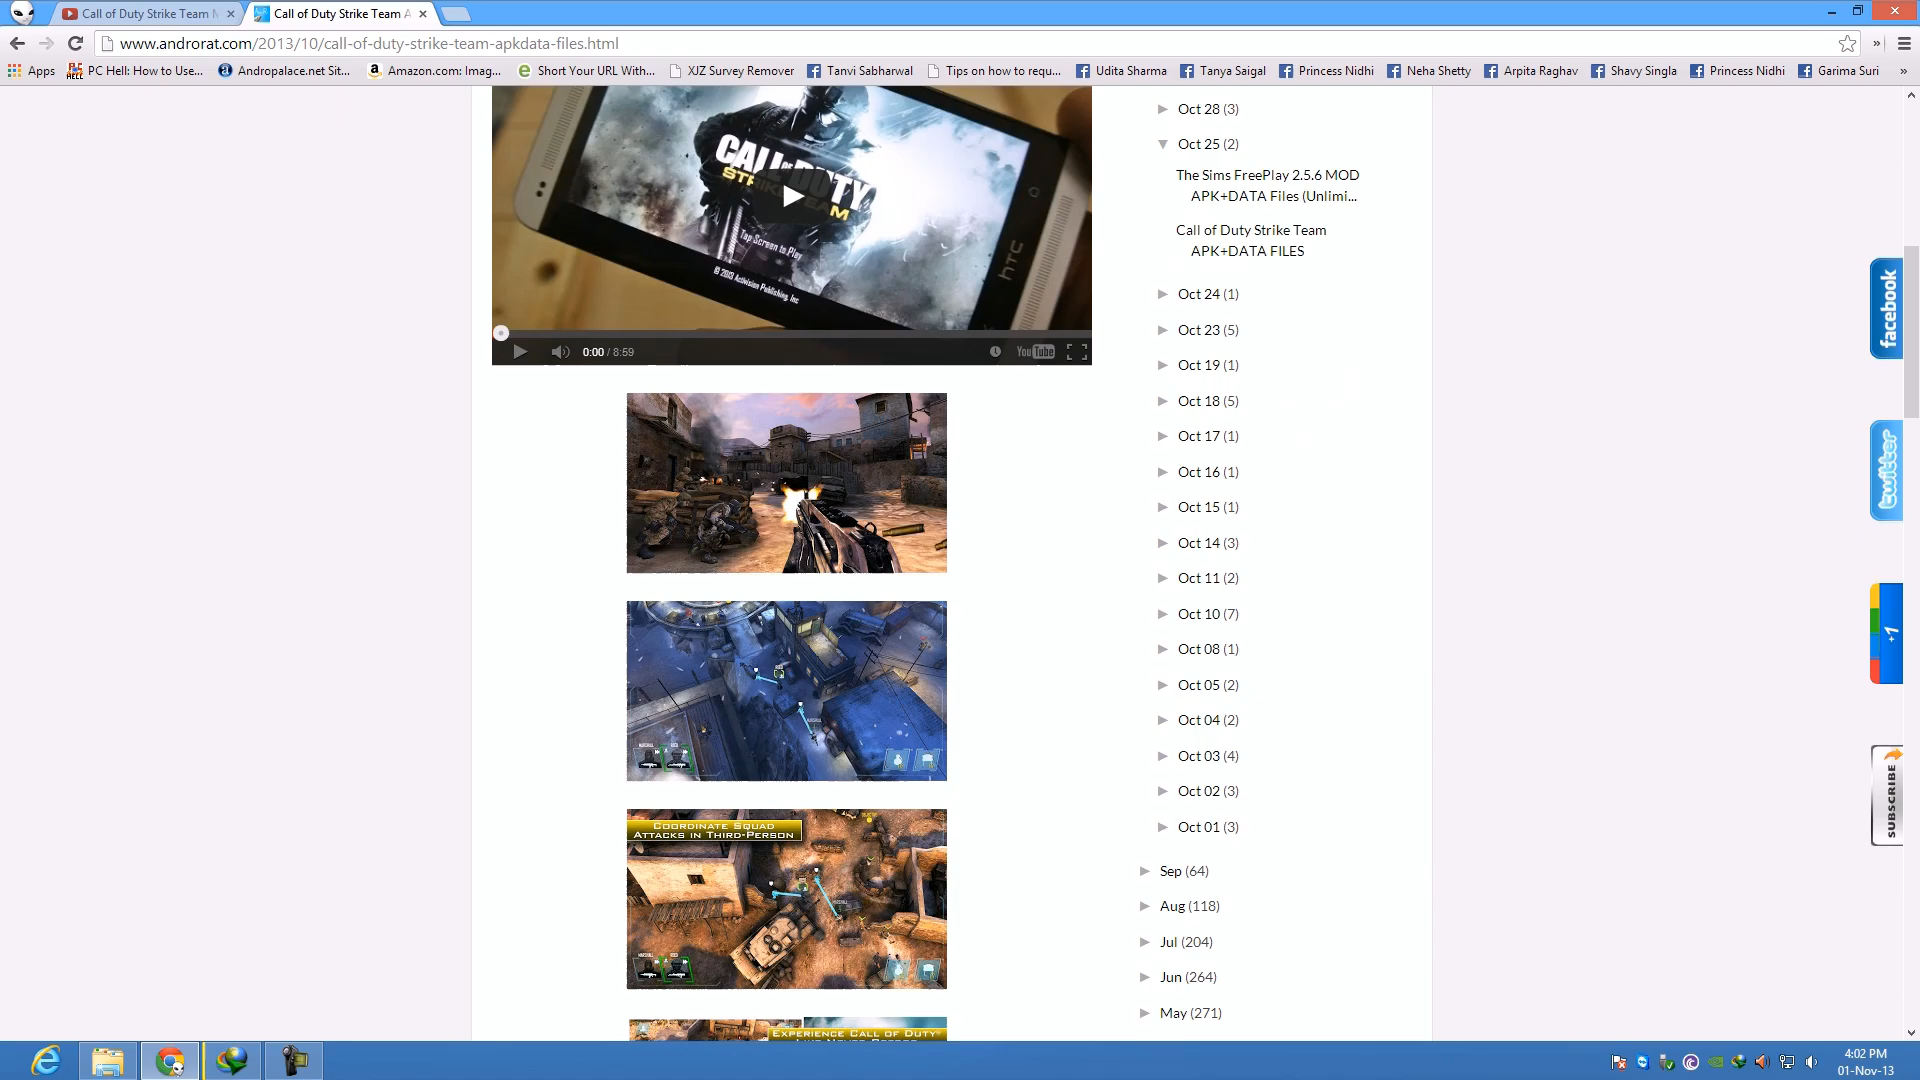 Call of Duty Strike Team M
Call of Duty Strike Team A
www.androrat.com/2013/10/call-of-duty-strike-team-apkdata-files.html
Apps
PC Hell: How to Use...
Andropalace.net Sit...
Amazon.com: Imag...
Short Your URL With...
XJZ Survey Remover
Tanvi Sabharwal
Tips on how to requ...
Udita Sharma
Tanya Saigal
Princess Nidhi
Neha Shetty
Arpita Raghav
Shavy Singla
Princess Nidhi
Garima Suri
CALL OF DUTY
STRIKE TEAM
Tap Screen to Play
© 2013 Activision Publishing, Inc
hTC
0:00 / 8:59
YouTube
COORDINATE SQUAD
ATTACKS IN THIRD-PERSON
EXPERIENCE CALL OF DUTY
Oct 28 (3)
Oct 25 (2)
The Sims FreePlay 2.5.6 MOD
APK+DATA Files (Unlimi...
Call of Duty Strike Team
APK+DATA FILES
Oct 24 (1)
Oct 23 (5)
Oct 19 (1)
Oct 18 (5)
Oct 17 (1)
Oct 16 (1)
Oct 15 (1)
Oct 14 (3)
Oct 11 (2)
Oct 10 (7)
Oct 08 (1)
Oct 05 (2)
Oct 04 (2)
Oct 03 (4)
Oct 02 (3)
Oct 01 (3)
Sep (64)
Aug (118)
Jul (204)
Jun (264)
May (271)
facebook
twitter
+1
SUBSCRIBE
4:02 PM
01-Nov-13